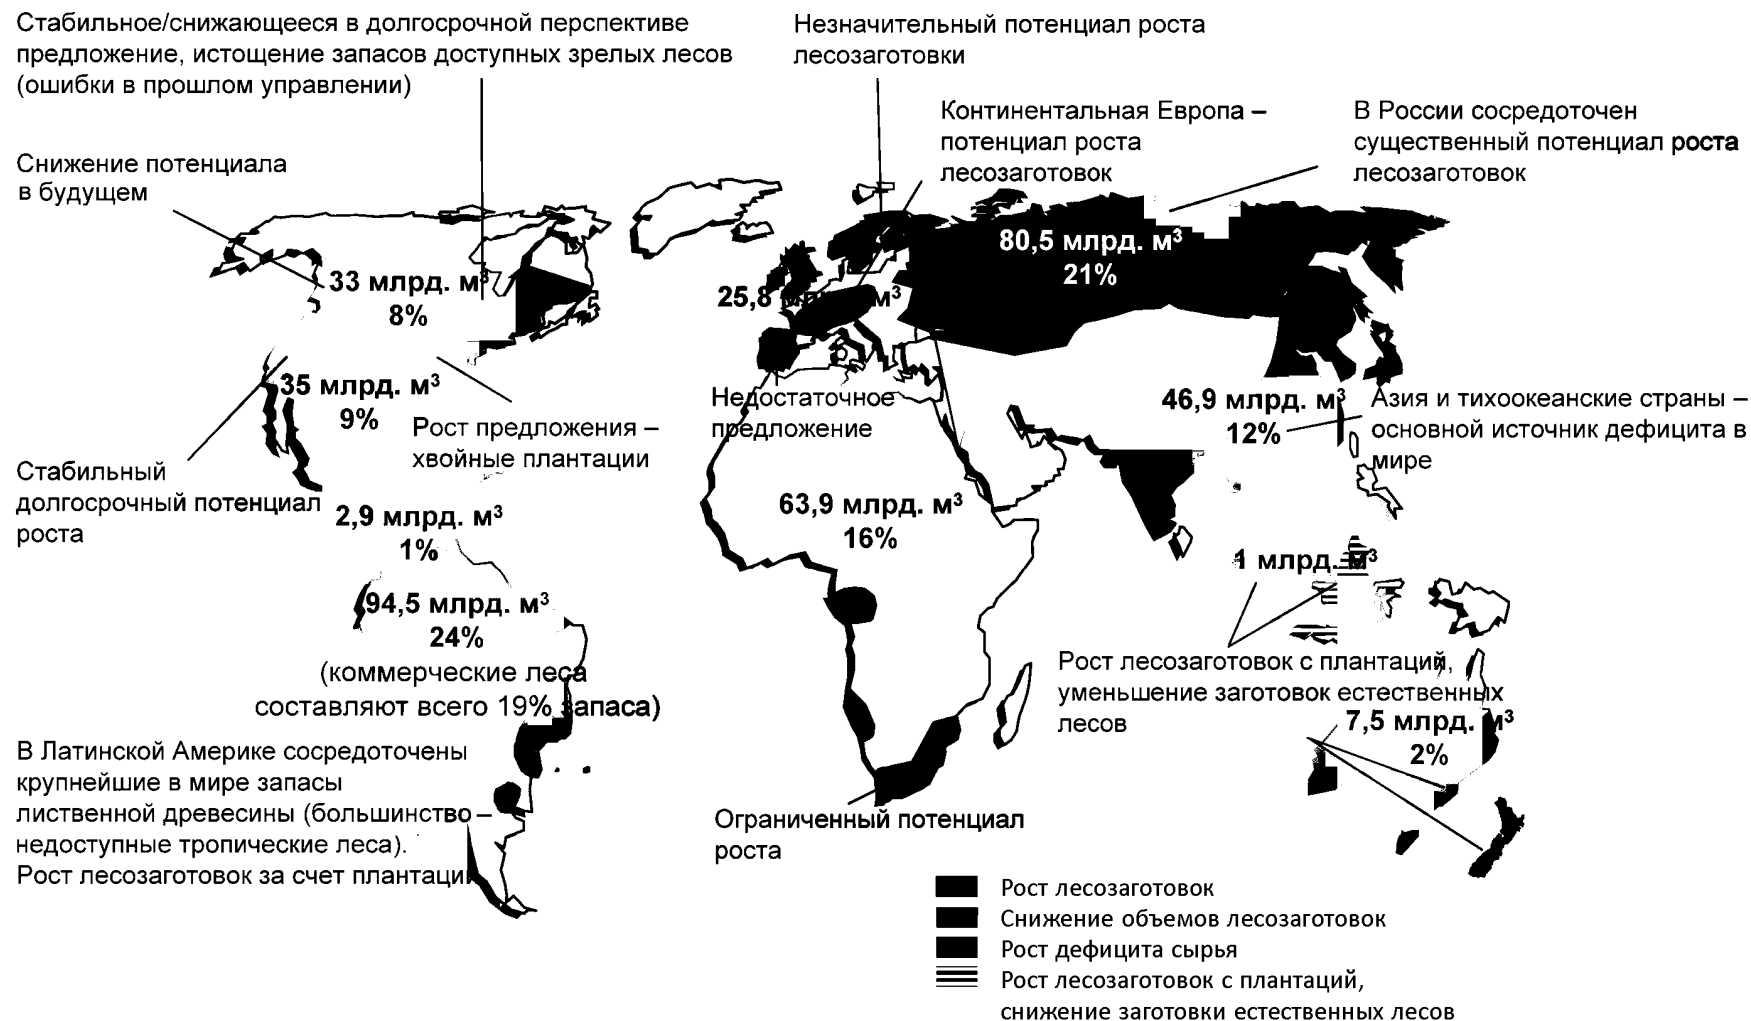 Стабильное/снижающееся в долгосрочной перспективе
предложение, истощение запасов доступных зрелых лесов
(ошибки в прошлом управлении)
Незначительный потенциал роста
лесозаготовки
Континентальная Европа –
потенциал роста
лесозаготовок
В России сосредоточен
существенный потенциал роста
лесозаготовок
Снижение потенциала
в будущем
80,5 млрд. м³
21%
33 млрд. м³
8%
25,8 млрд. м³
35 млрд. м³
9%
Рост предложения –
хвойные плантации
Недостаточное
предложение
46,9 млрд. м³
12%
Азия и тихоокеанские страны –
основной источник дефицита в
мире
Стабильный
долгосрочный потенциал
роста
2,9 млрд. м³
1%
63,9 млрд. м³
16%
1 млрд. м³
94,5 млрд. м³
24%
(коммерческие леса
составляют всего 19% запаса)
Рост лесозаготовок с плантаций,
уменьшение заготовок естественных
лесов
7,5 млрд. м³
2%
В Латинской Америке сосредоточены
крупнейшие в мире запасы
лиственной древесины (большинство –
недоступные тропические леса).
Рост лесозаготовок за счет плантаци
Ограниченный потенциал
роста
Рост лесозаготовок
Снижение объемов лесозаготовок
Рост дефицита сырья
Рост лесозаготовок с плантаций,
снижение заготовки естественных лесов